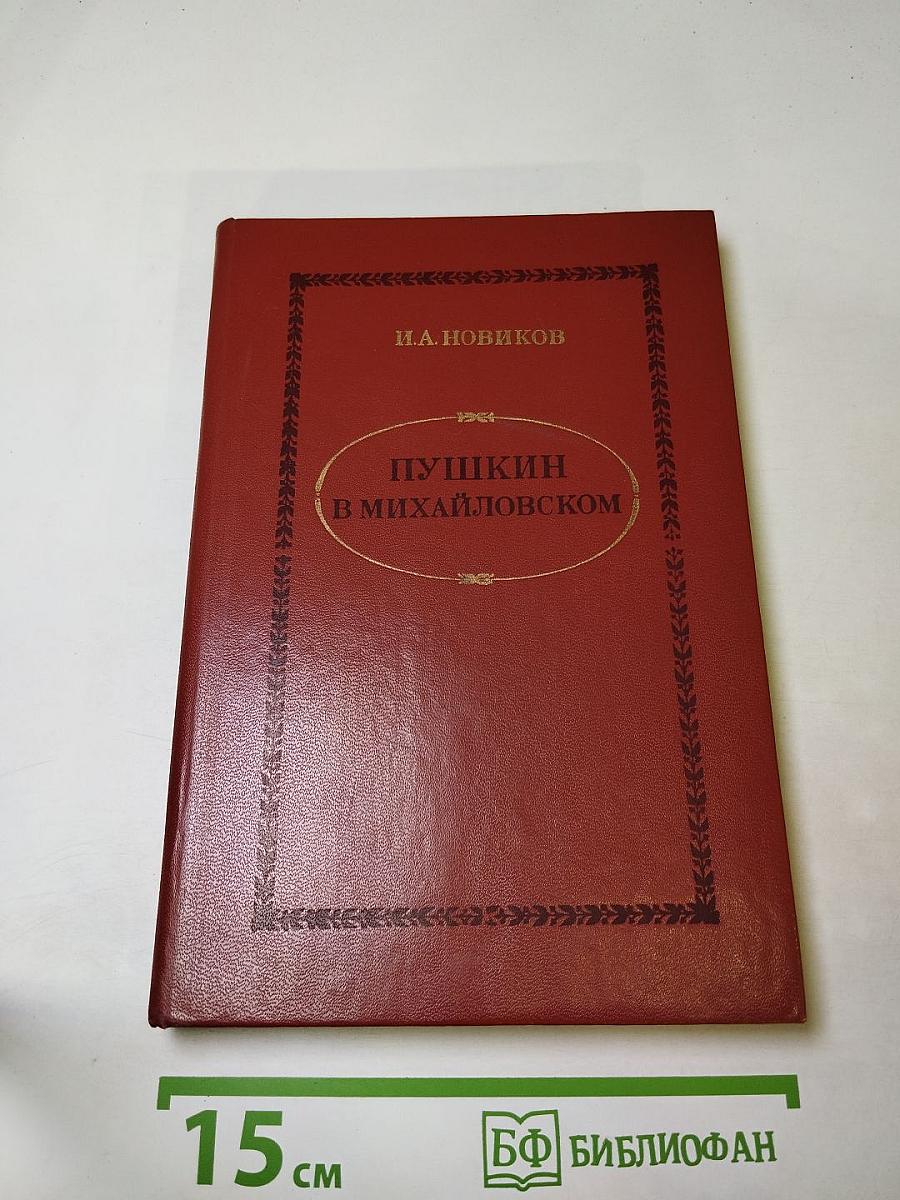 И.А. НОВИКОВ
ПУШКИН
В МИХАЙЛОВСКОМ
15 СМ
БФ БИБЛИОФАН